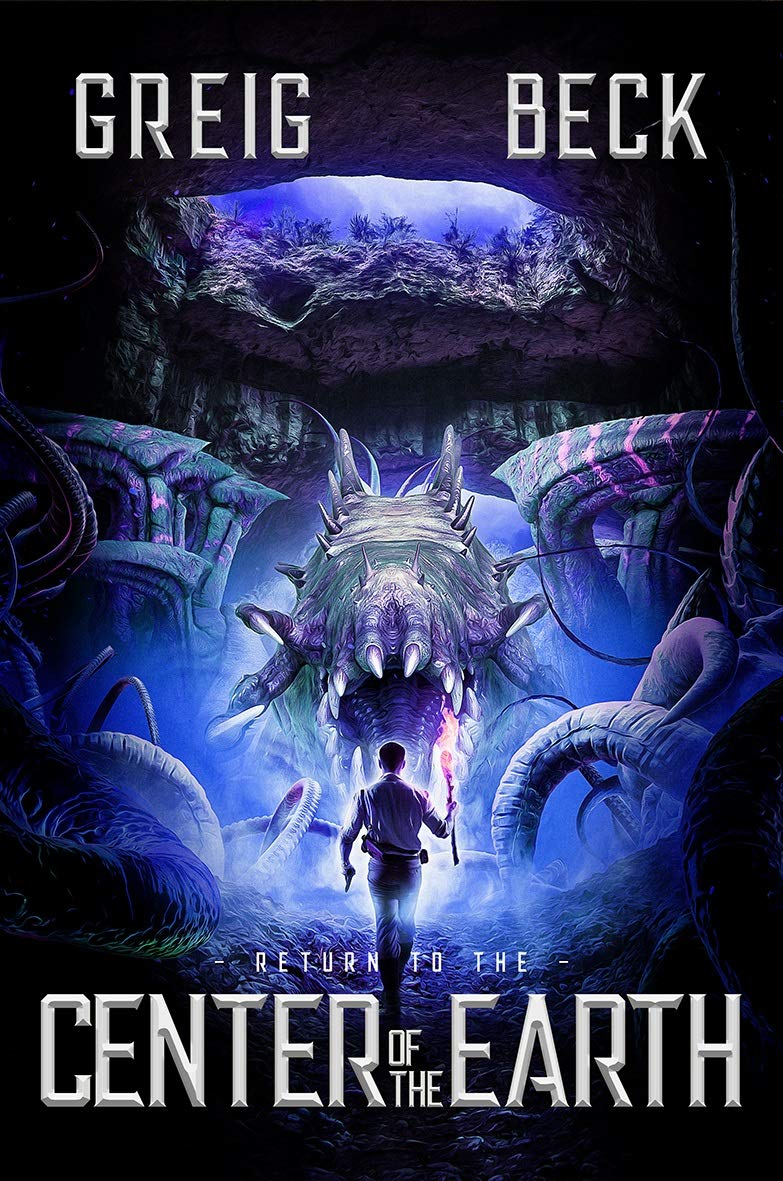 GREIG BECK
- RETURN TO THE -
CENTER OF THE EARTH